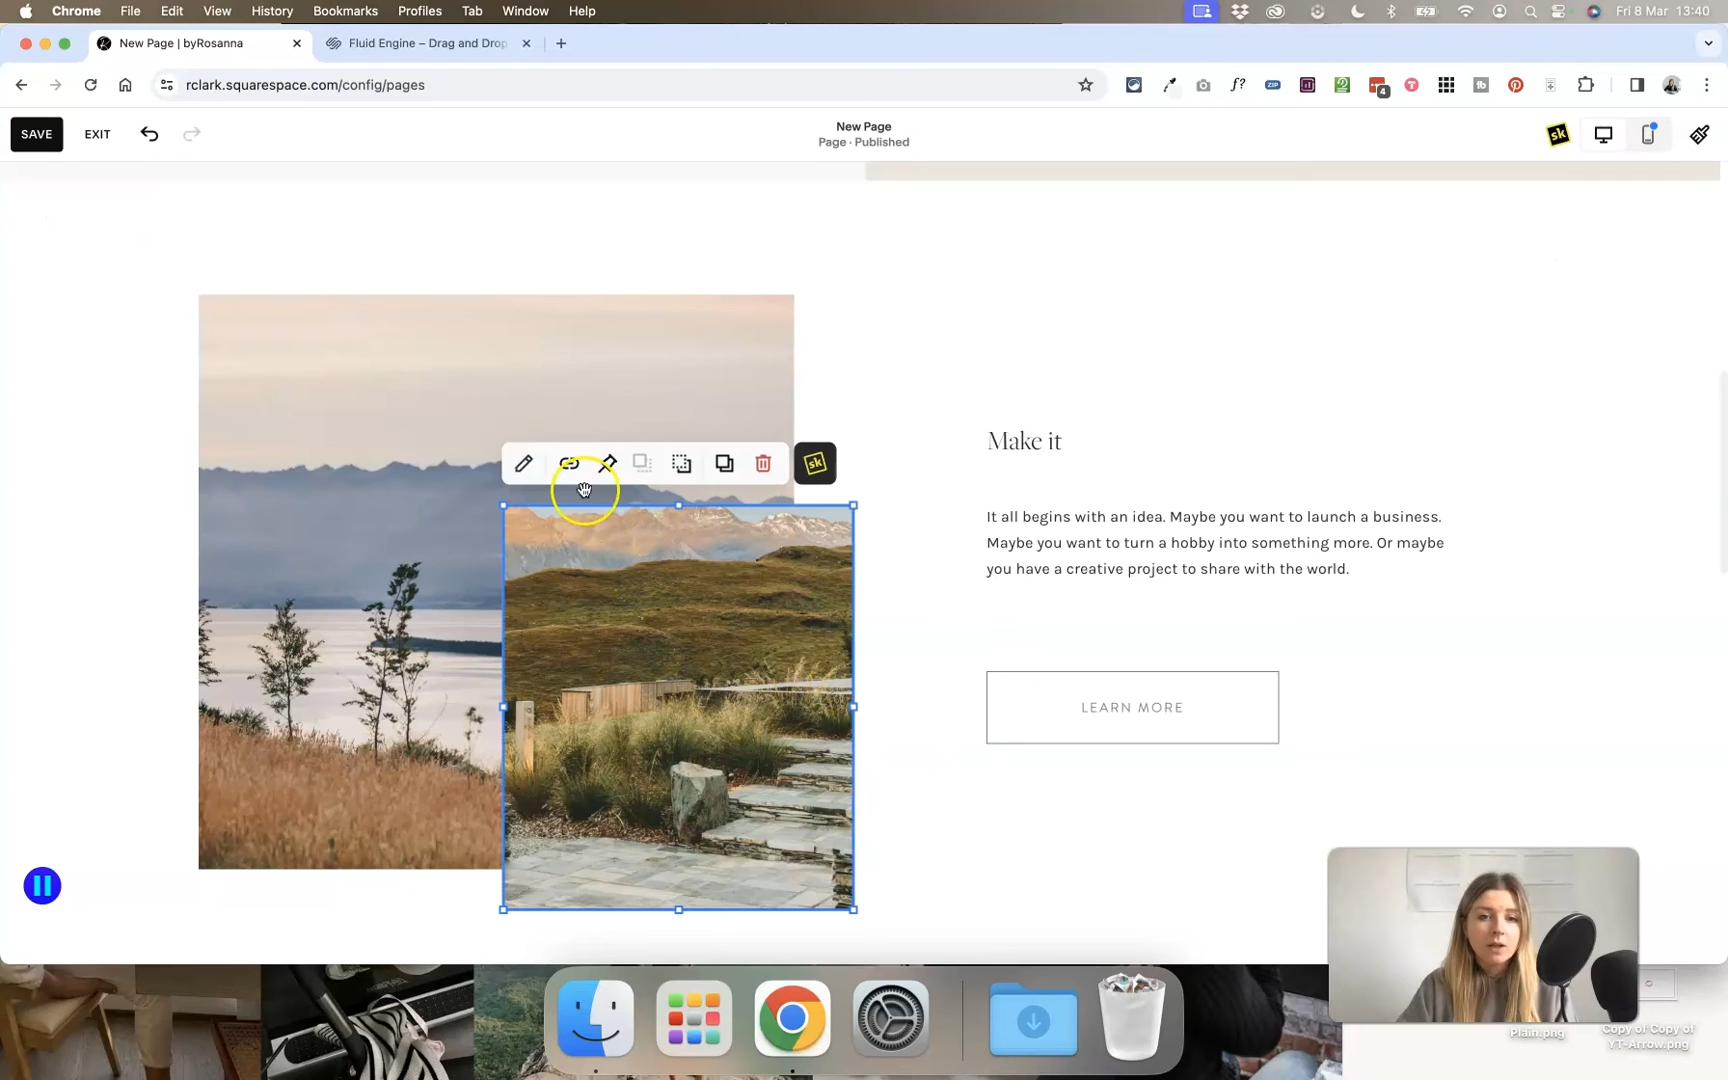 Chrome File Edit View History Bookmarks Profiles Tab Window Help
Fri 8 Mar 13:40
New Page | byRosanna
Fluid Engine – Drag and Drop
rclark.squarespace.com/config/pages
f?
ZIP
4
SAVE
EXIT
New Page
Page · Published
sk
sk
Make it
It all begins with an idea. Maybe you want to launch a business.
Maybe you want to turn a hobby into something more. Or maybe
you have a creative project to share with the world.
LEARN MORE
Plain.png
Copy of Copy of
YT-Arrow.png